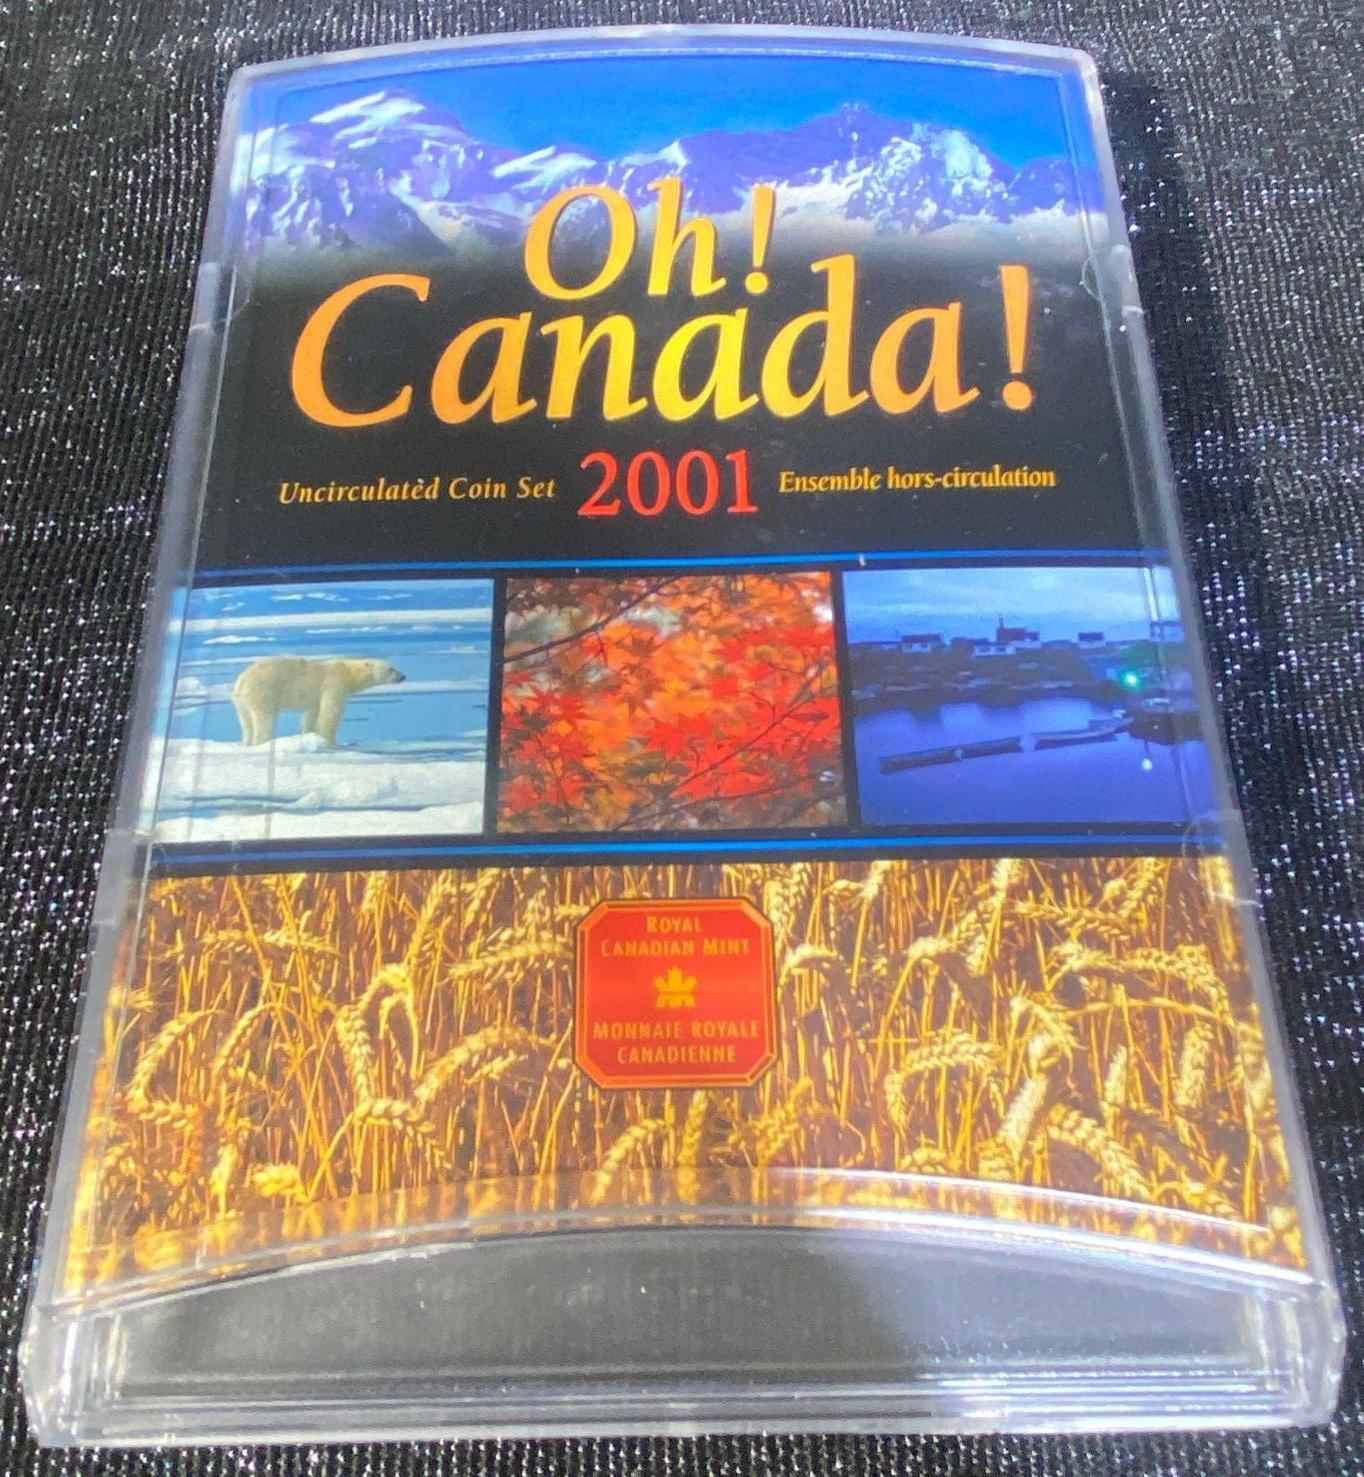 Oh!
Canada!
Uncirculated Coin Set 2001 Ensemble hors-circulation
ROYAL
CANADIAN MINT
MONNAIE ROYALE
CANADIENNE